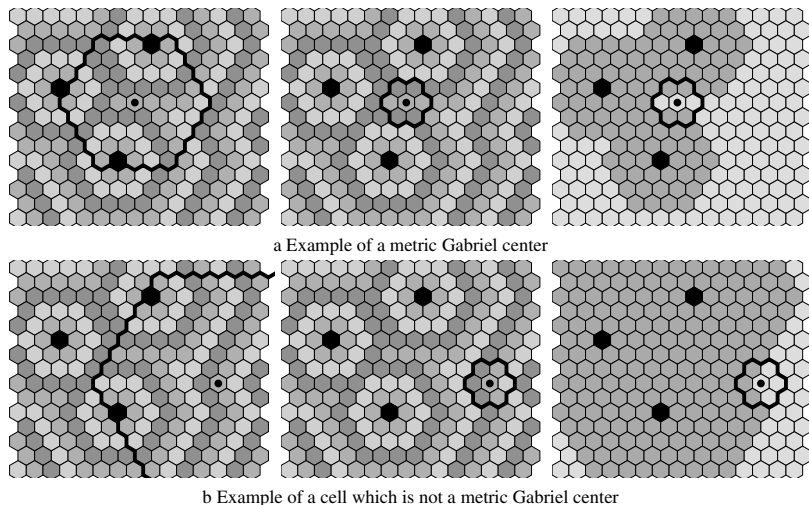 a Example of a metric Gabriel center
b Example of a cell which is not a metric Gabriel center